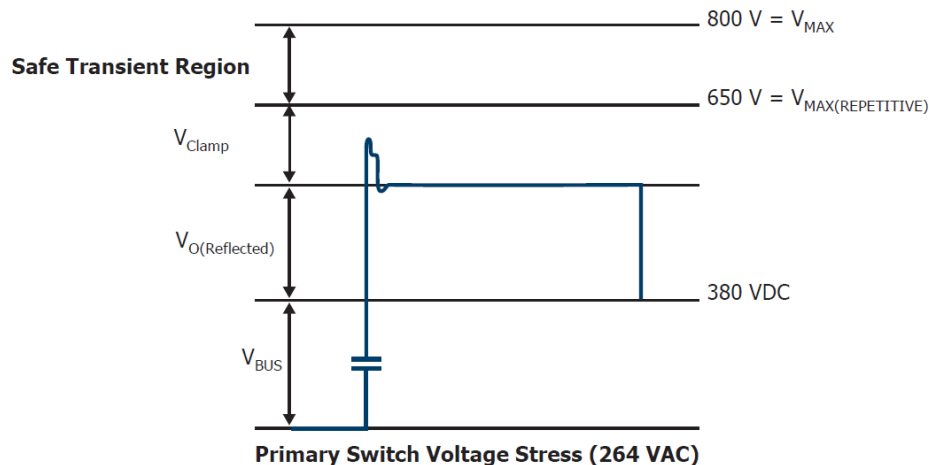 800 V = VMAX
Safe Transient Region
650 V = VMAX(REPETITIVE)
VClamp
VO(Reflected)
380 VDC
VBUS
Primary Switch Voltage Stress (264 VAC)